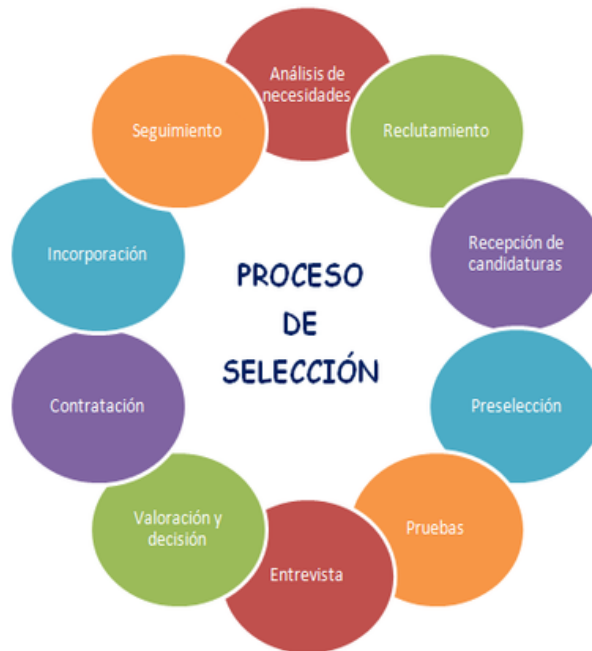 Análisis de
necesidades
Reclutamiento
Recepción de
candidaturas
Preselección
Pruebas
Entrevista
Valoración y
decisión
Contratación
Incorporación
Seguimiento
PROCESO
DE
SELECCIÓN